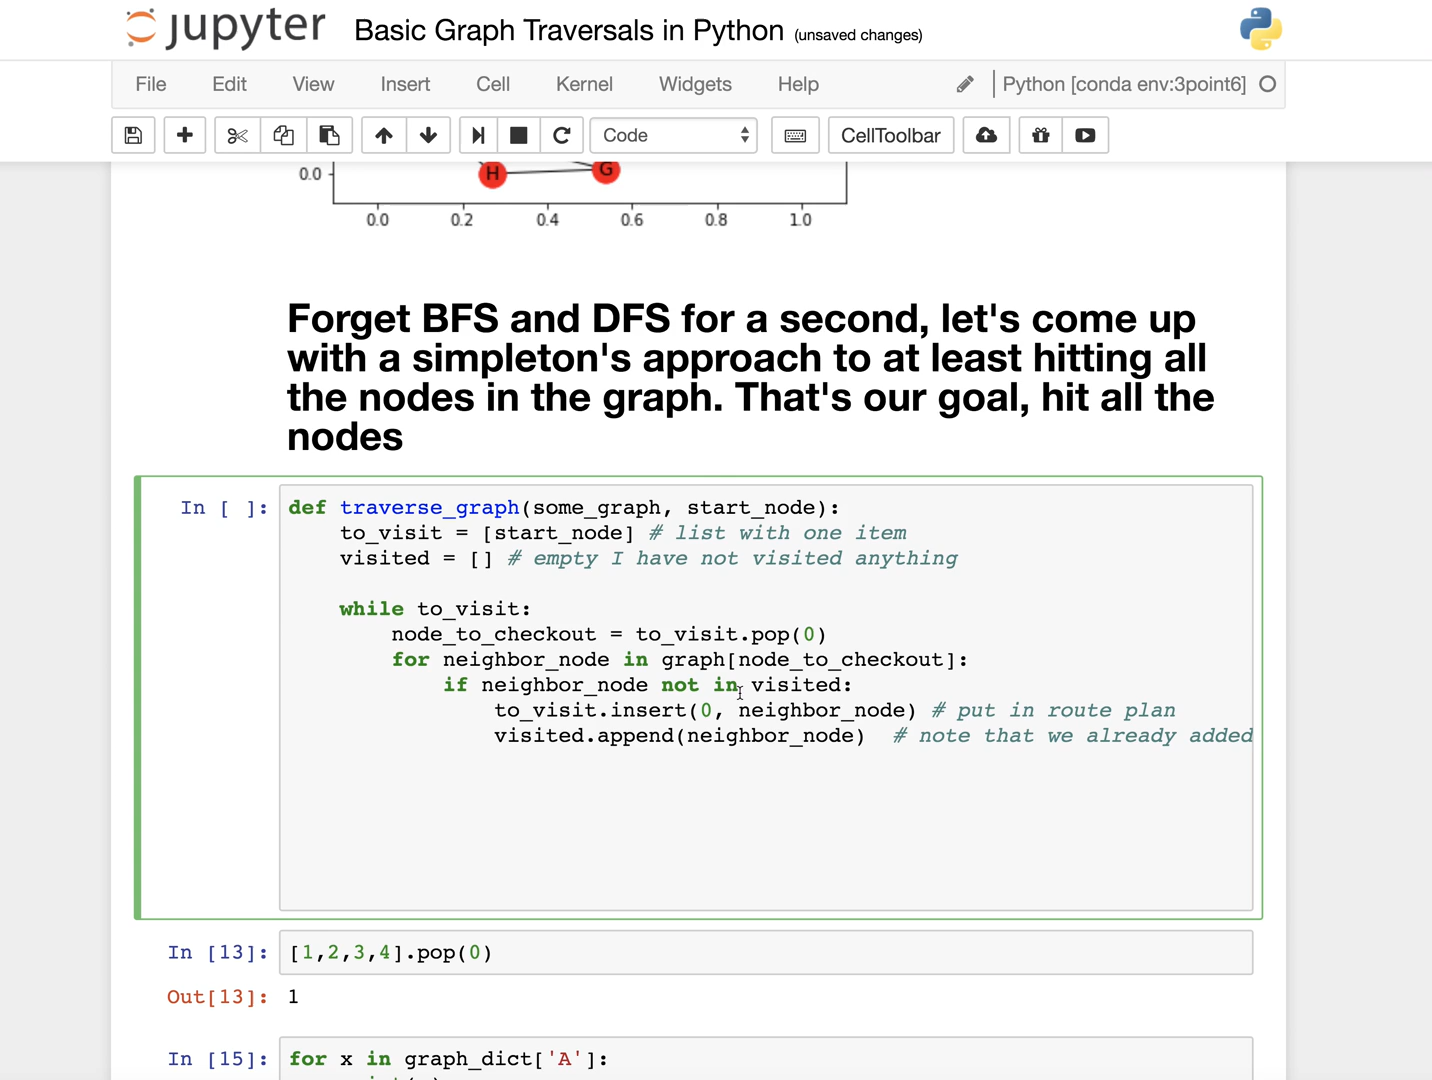 jupyter Basic Graph Traversals in Python (unsaved changes)
File Edit View Insert Cell Kernel Widgets Help Python [conda env:3point6]
Code CellToolbar
0.0 H G
0.0 0.2 0.4 0.6 0.8 1.0
Forget BFS and DFS for a second, let's come up
with a simpleton's approach to at least hitting all
the nodes in the graph. That's our goal, hit all the
nodes
In [ ]: def traverse_graph(some_graph, start_node):
to_visit = [start_node] # list with one item
visited = [] # empty I have not visited anything
while to_visit:
node_to_checkout = to_visit.pop(0)
for neighbor_node in graph[node_to_checkout]:
if neighbor_node not in visited:
to_visit.insert(0, neighbor_node) # put in route plan
visited.append(neighbor_node) # note that we already added
In [13]: [1,2,3,4].pop(0)
Out[13]: 1
In [15]: for x in graph_dict['A']: